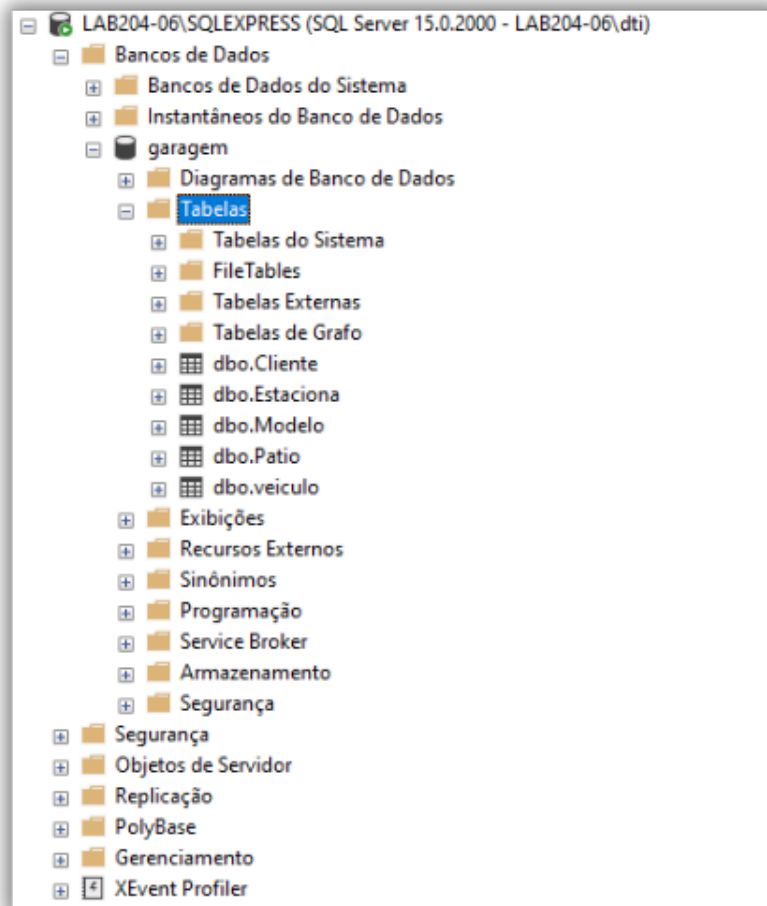 LAB204-06\SQLEXPRESS (SQL Server 15.0.2000 - LAB204-06\dti)
Bancos de Dados
Bancos de Dados do Sistema
Instantâneos do Banco de Dados
garagem
Diagramas de Banco de Dados
Tabelas
Tabelas do Sistema
FileTables
Tabelas Externas
Tabelas de Grafo
dbo.Cliente
dbo.Estaciona
dbo.Modelo
dbo.Patio
dbo.veiculo
Exibições
Recursos Externos
Sinônimos
Programação
Service Broker
Armazenamento
Segurança
Segurança
Objetos de Servidor
Replicação
PolyBase
Gerenciamento
XEvent Profiler